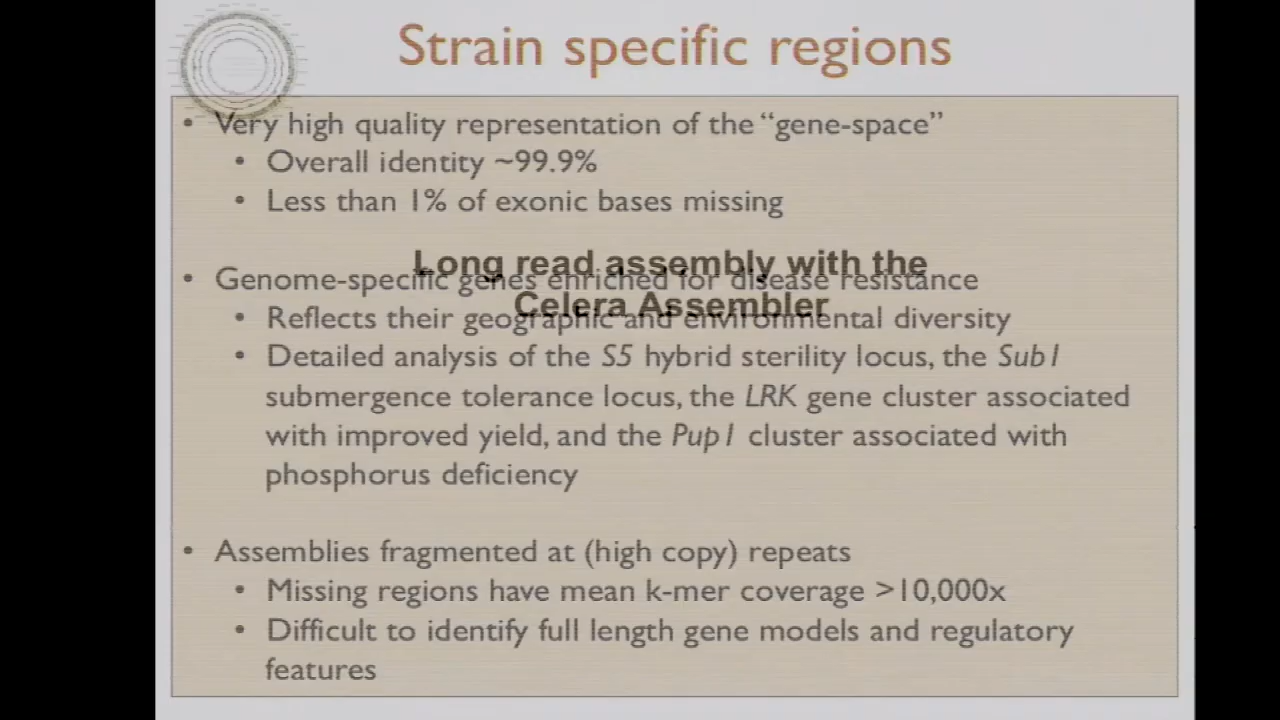 Strain specific regions
• Very high quality representation of the “gene-space”
• Overall identity ~99.9%
• Less than 1% of exonic bases missing
Long read assembly with the
• Genome-specific genes enriched for disease resistance
Celera Assembler
• Reflects their geographic and environmental diversity
• Detailed analysis of the S5 hybrid sterility locus, the Sub1
submergence tolerance locus, the LRK gene cluster associated
with improved yield, and the Pup1 cluster associated with
phosphorus deficiency
• Assemblies fragmented at (high copy) repeats
• Missing regions have mean k-mer coverage >10,000x
• Difficult to identify full length gene models and regulatory
features